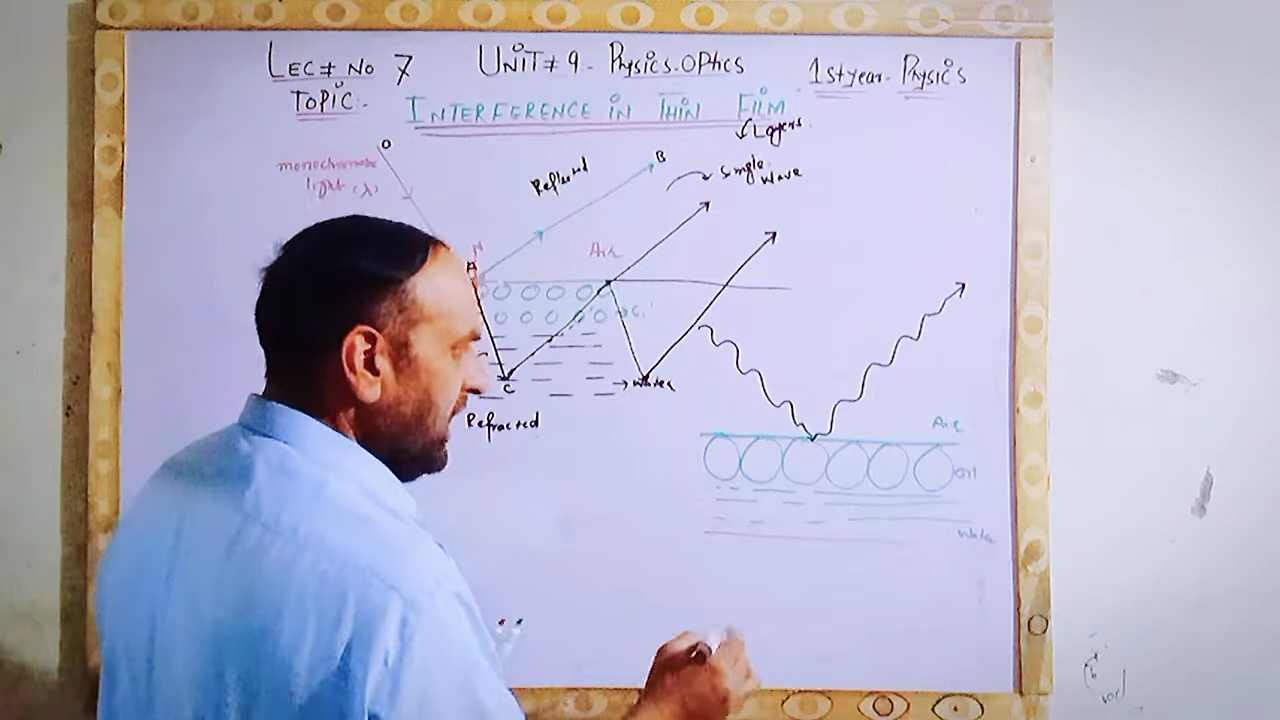 LEC # No 7 UNIT # 9 - PHYSICS-OPTICS 1st year - PHYSICS
TOPIC:- INTERFERENCE IN THIN FILM
Layers.
O
monochromatic
light (λ)
Reflected
B
Single
wave
N
A
Air
C
→ Water
Refracted
Air
Oil
Water